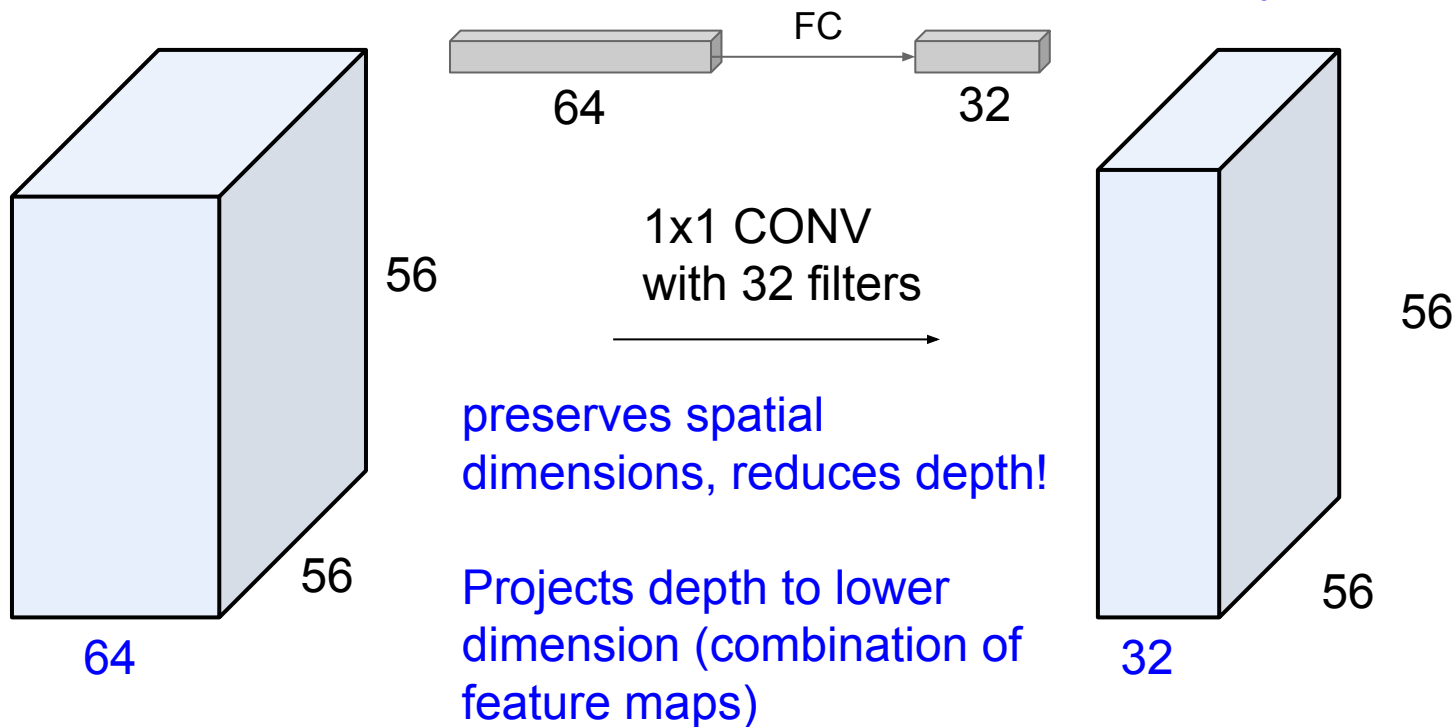 FC
64
32
1x1 CONV
with 32 filters
56
56
64
preserves spatial
dimensions, reduces depth!
Projects depth to lower
dimension (combination of
feature maps)
56
56
32